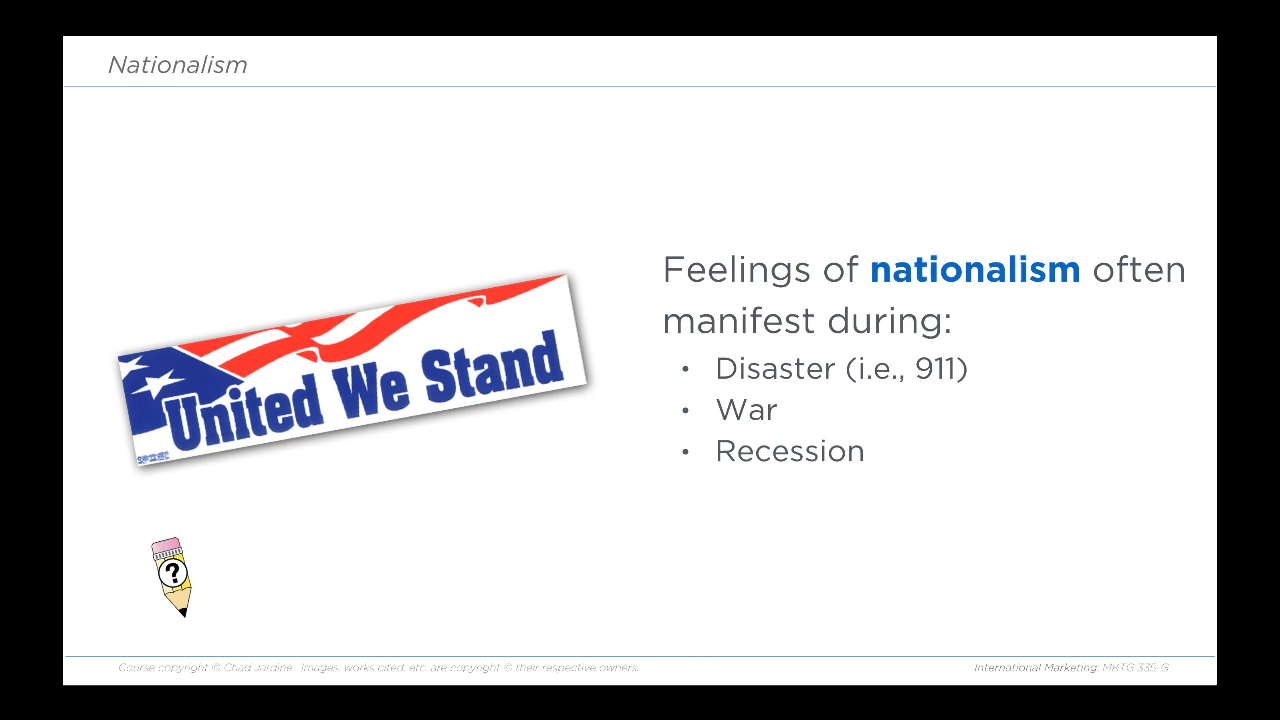 Nationalism
Feelings of nationalism often
manifest during:
• Disaster (i.e., 911)
• War
• Recession
United We Stand
?
Course copyright © Chad Jardine. Images, works cited, etc. are copyright © their respective owners.
International Marketing: MKTG 335-G